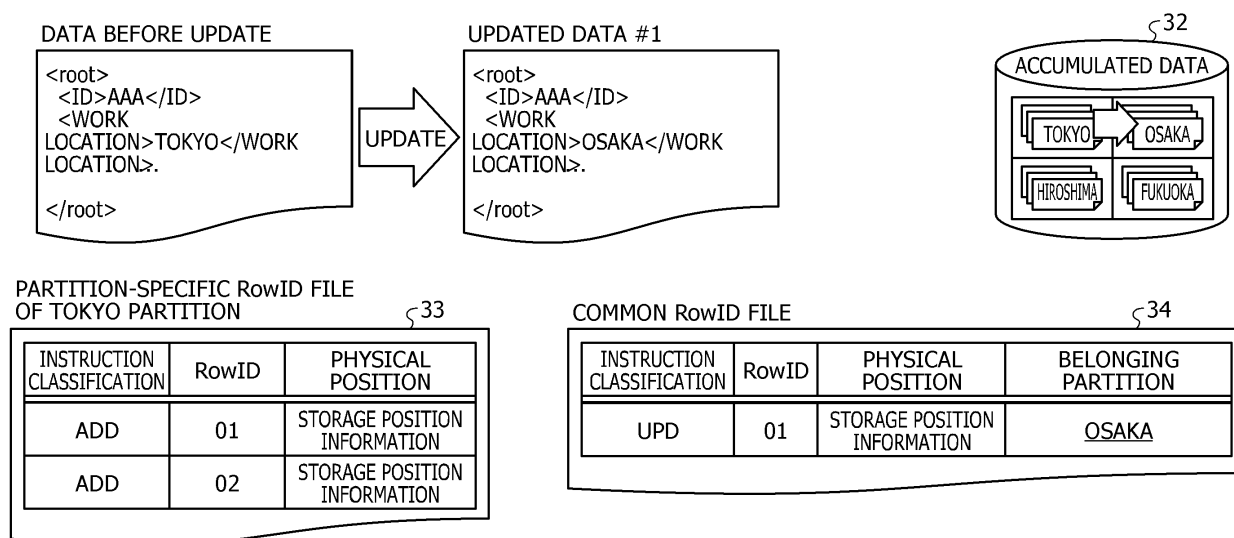 DATA BEFORE UPDATE
<root>
<ID>AAA</ID>
<WORK
LOCATION>TOKYO</WORK
LOCATION>..
</root>
UPDATE
UPDATED DATA #1
<root>
<ID>AAA</ID>
<WORK
LOCATION>OSAKA</WORK
LOCATION>..
</root>
32
ACCUMULATED DATA
TOKYO
OSAKA
HIROSHIMA
FUKUOKA
PARTITION-SPECIFIC RowID FILE
OF TOKYO PARTITION
33
INSTRUCTION
CLASSIFICATION
RowID
PHYSICAL
POSITION
ADD
01
STORAGE POSITION
INFORMATION
ADD
02
STORAGE POSITION
INFORMATION
COMMON RowID FILE
34
INSTRUCTION
CLASSIFICATION
RowID
PHYSICAL
POSITION
BELONGING
PARTITION
UPD
01
STORAGE POSITION
INFORMATION
OSAKA